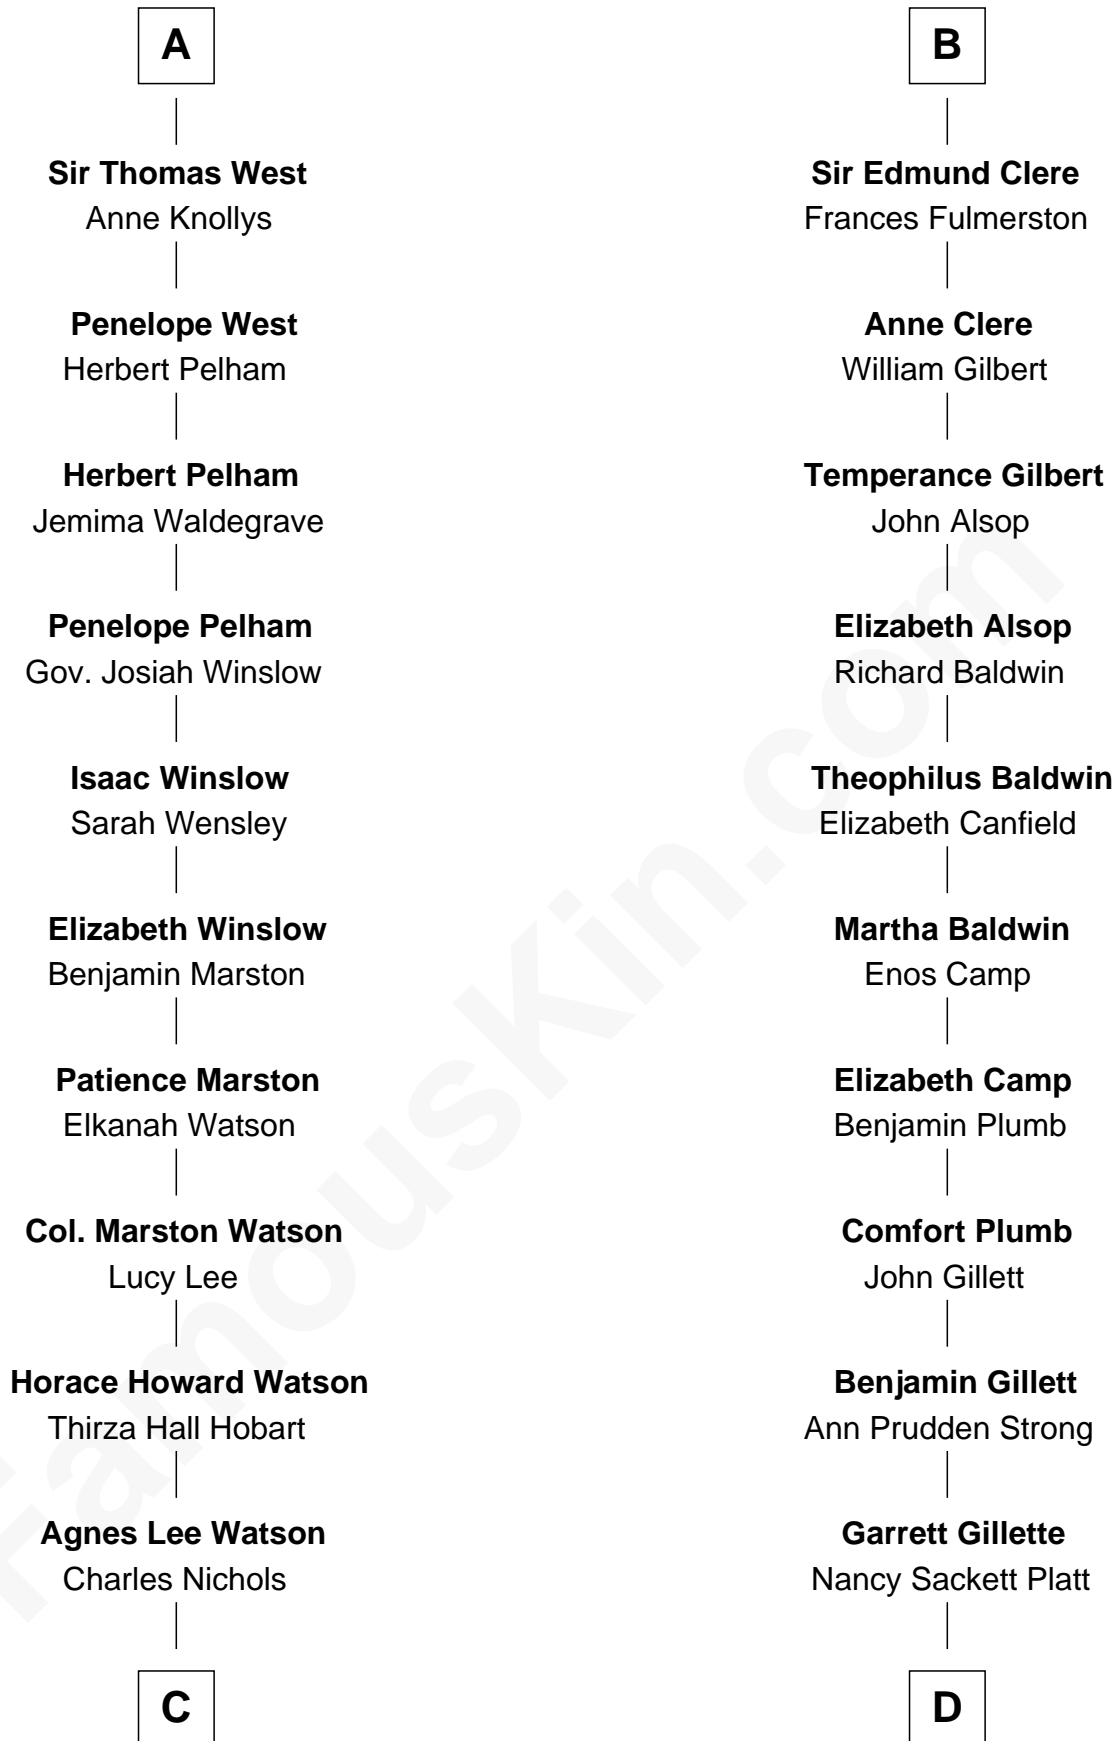 A
Sir Thomas West
Anne Knollys
Penelope West
Herbert Pelham
Herbert Pelham
Jemima Waldegrave
Penelope Pelham
Gov. Josiah Winslow
Isaac Winslow
Sarah Wensley
Elizabeth Winslow
Benjamin Marston
Patience Marston
Elkanah Watson
Col. Marston Watson
Lucy Lee
Horace Howard Watson
Thirza Hall Hobart
Agnes Lee Watson
Charles Nichols
C
B
Sir Edmund Clere
Frances Fulmerston
Anne Clere
William Gilbert
Temperance Gilbert
John Alsop
Elizabeth Alsop
Richard Baldwin
Theophilus Baldwin
Elizabeth Canfield
Martha Baldwin
Enos Camp
Elizabeth Camp
Benjamin Plumb
Comfort Plumb
John Gillett
Benjamin Gillett
Ann Prudden Strong
Garrett Gillette
Nancy Sackett Platt
D
FamousKin.com